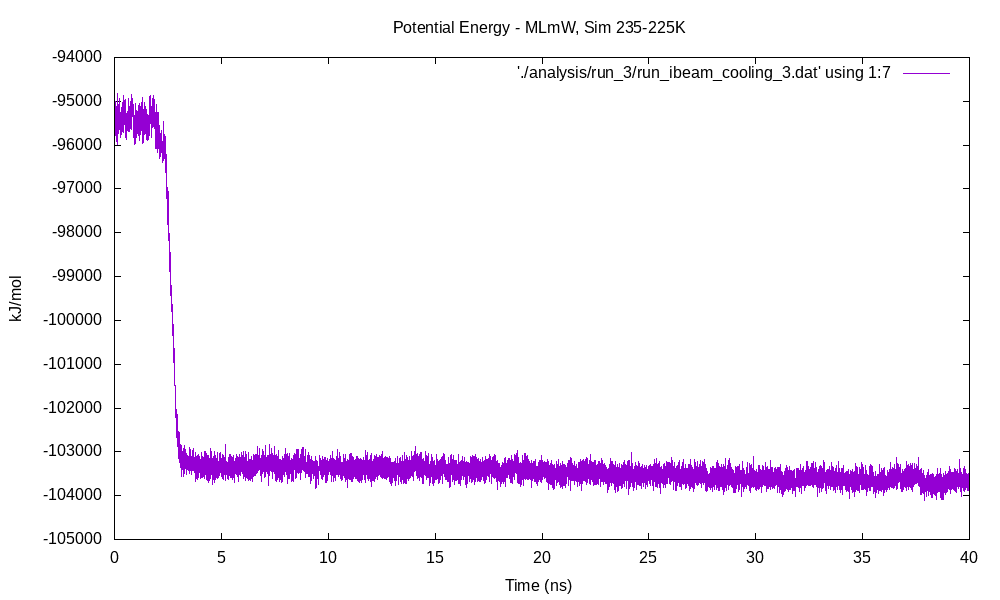 Potential Energy - MLmW, Sim 235-225K
'./analysis/run_3/run_ibeam_cooling_3.dat' using 1:7
-94000
-95000
-96000
-97000
-98000
-99000
-100000
-101000
-102000
-103000
-104000
-105000
kJ/mol
0 5 10 15 20 25 30 35 40
Time (ns)